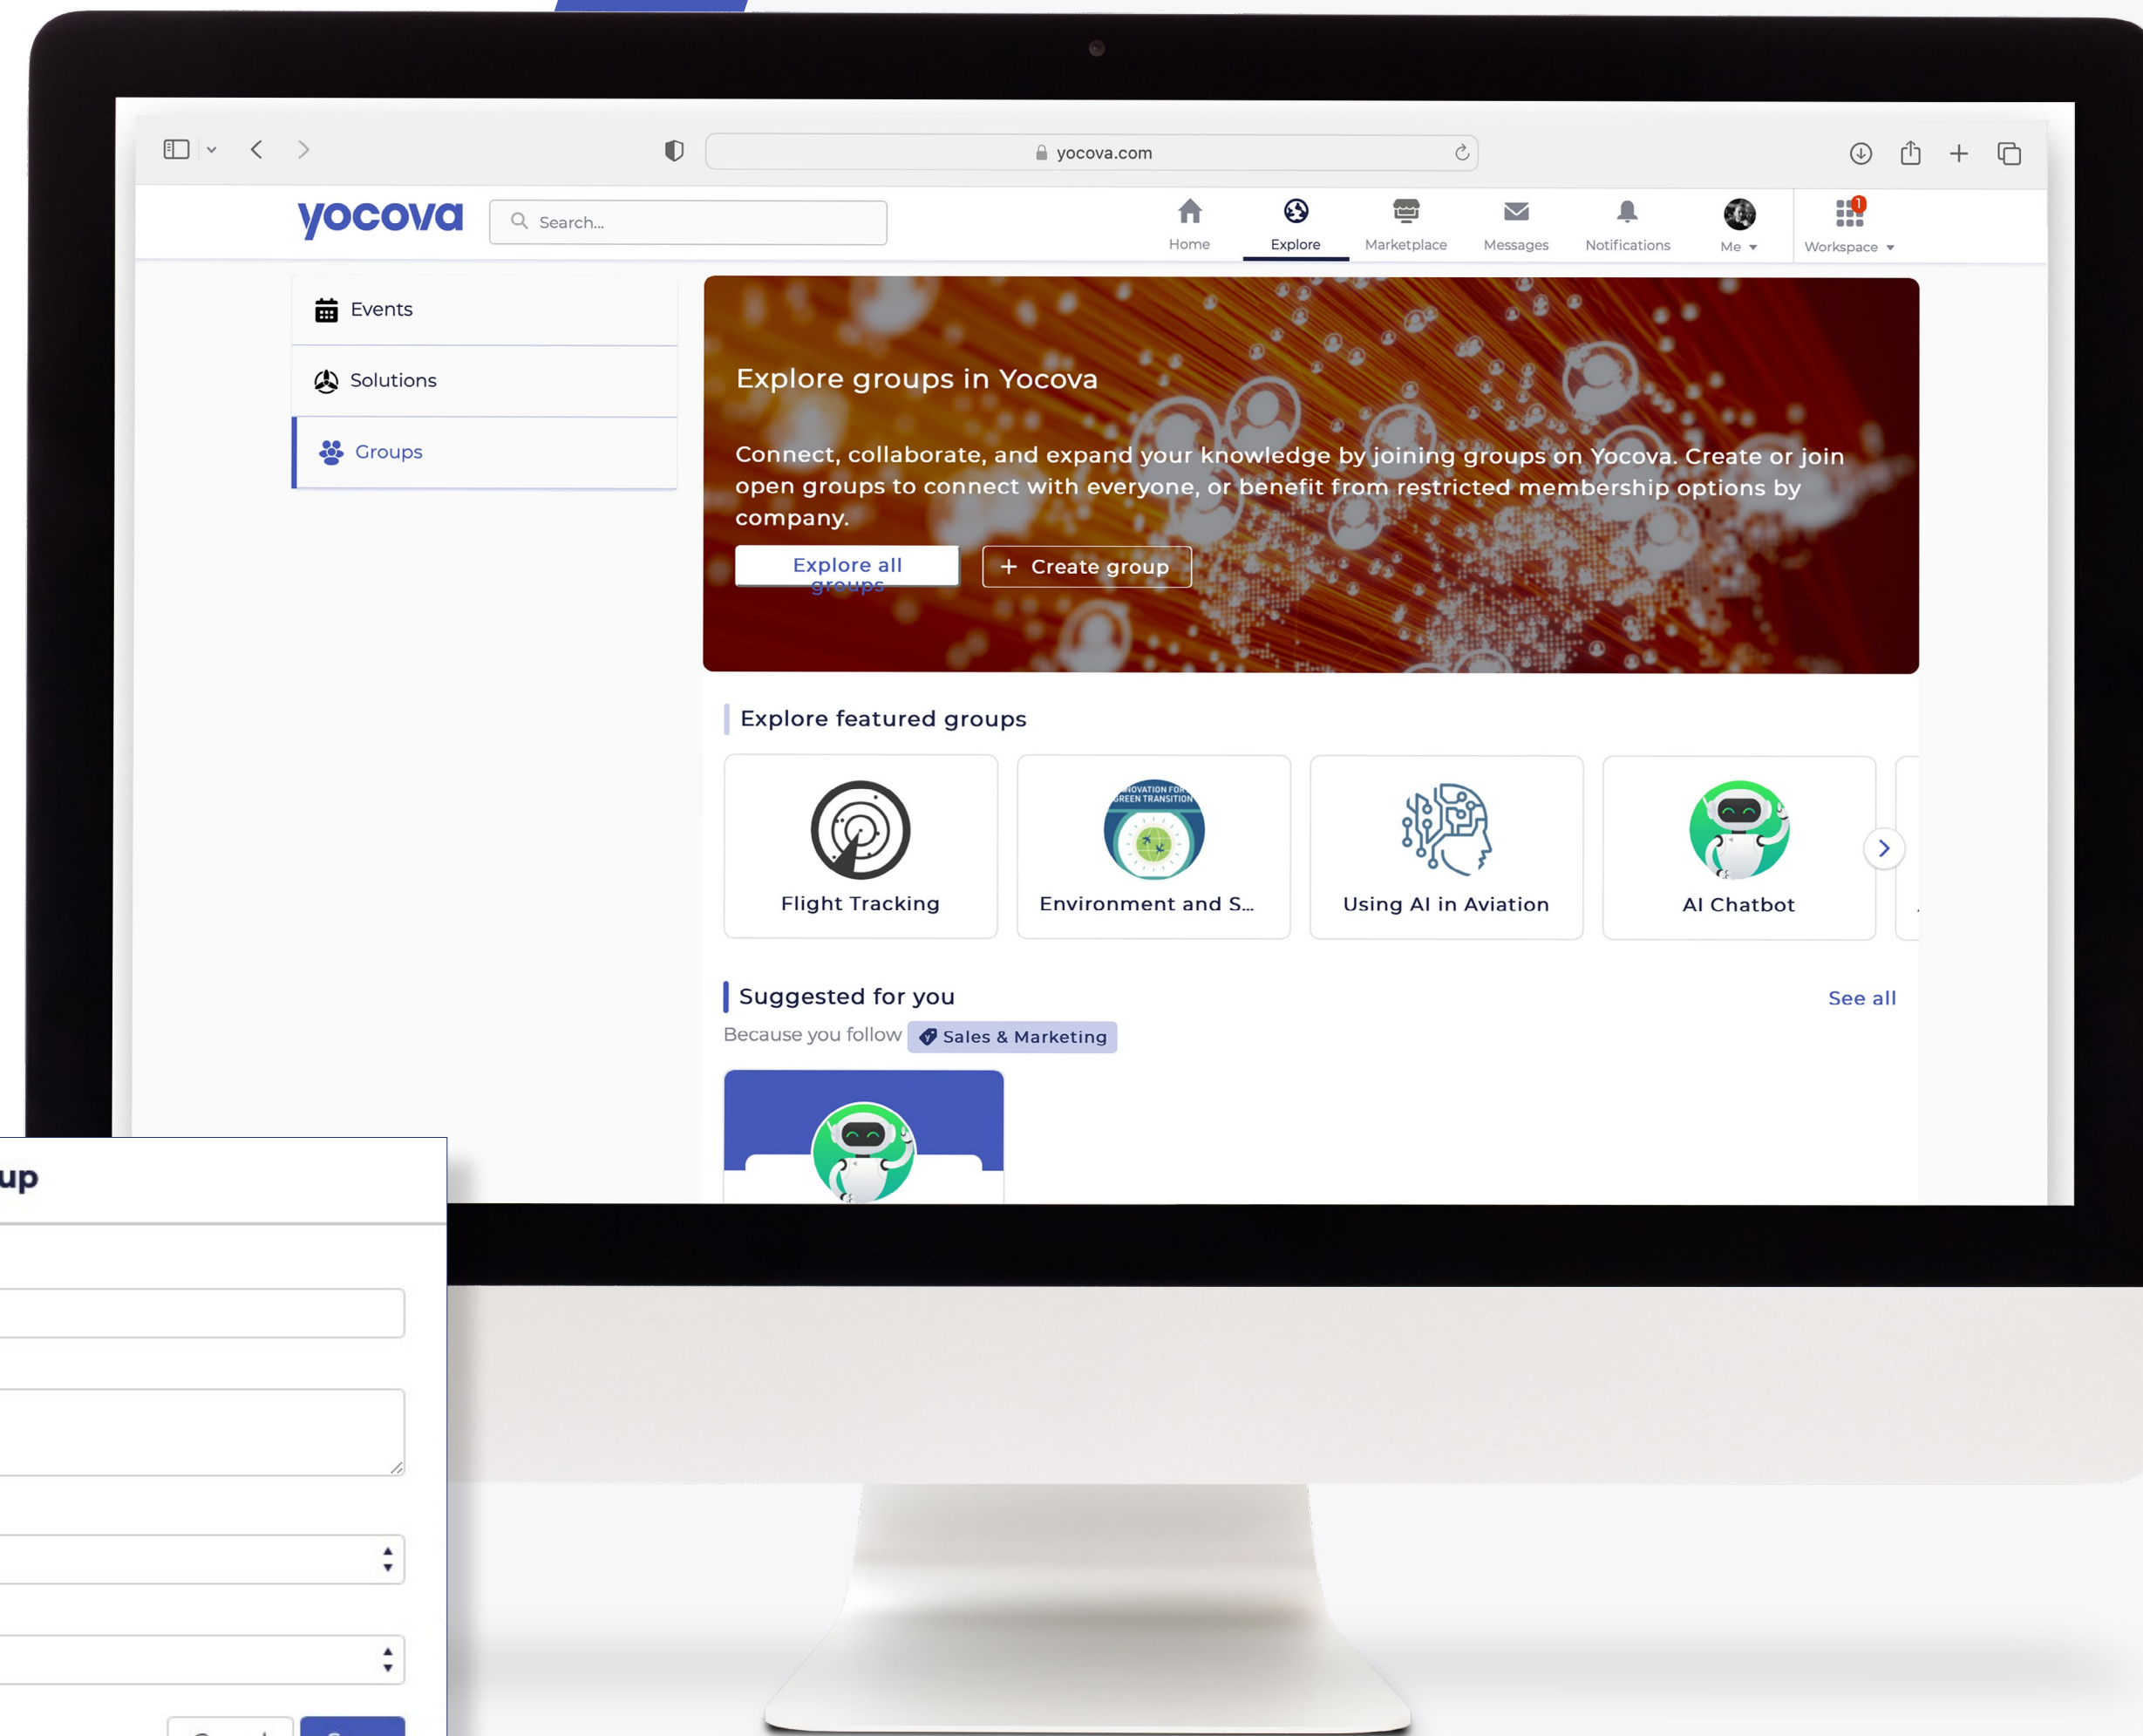 yocova.com
yocova
Search...
Home
Explore
Marketplace
Messages
Notifications
Me
1
Workspace
Events
Solutions
Groups
Explore groups in Yocova
Connect, collaborate, and expand your knowledge by joining groups on Yocova. Create or join
open groups to connect with everyone, or benefit from restricted membership options by
company.
Explore all
groups
+ Create group
Explore featured groups
GREEN TRANSITION
Flight Tracking
Environment and S...
Using AI in Aviation
AI Chatbot
Suggested for you
See all
Because you follow
Sales & Marketing
up